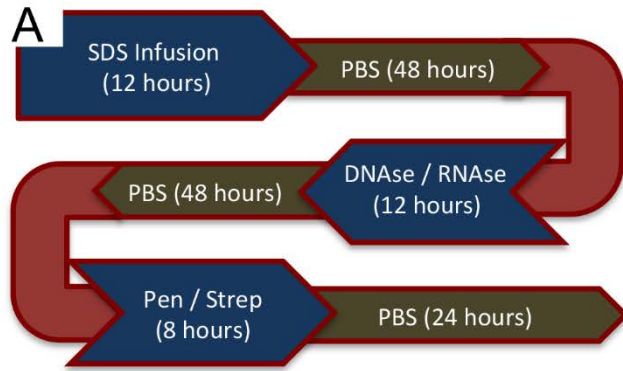 A
SDS Infusion
(12 hours)
PBS (48 hours)
DNAse / RNAse
(12 hours)
PBS (48 hours)
Pen / Strep
(8 hours)
PBS (24 hours)